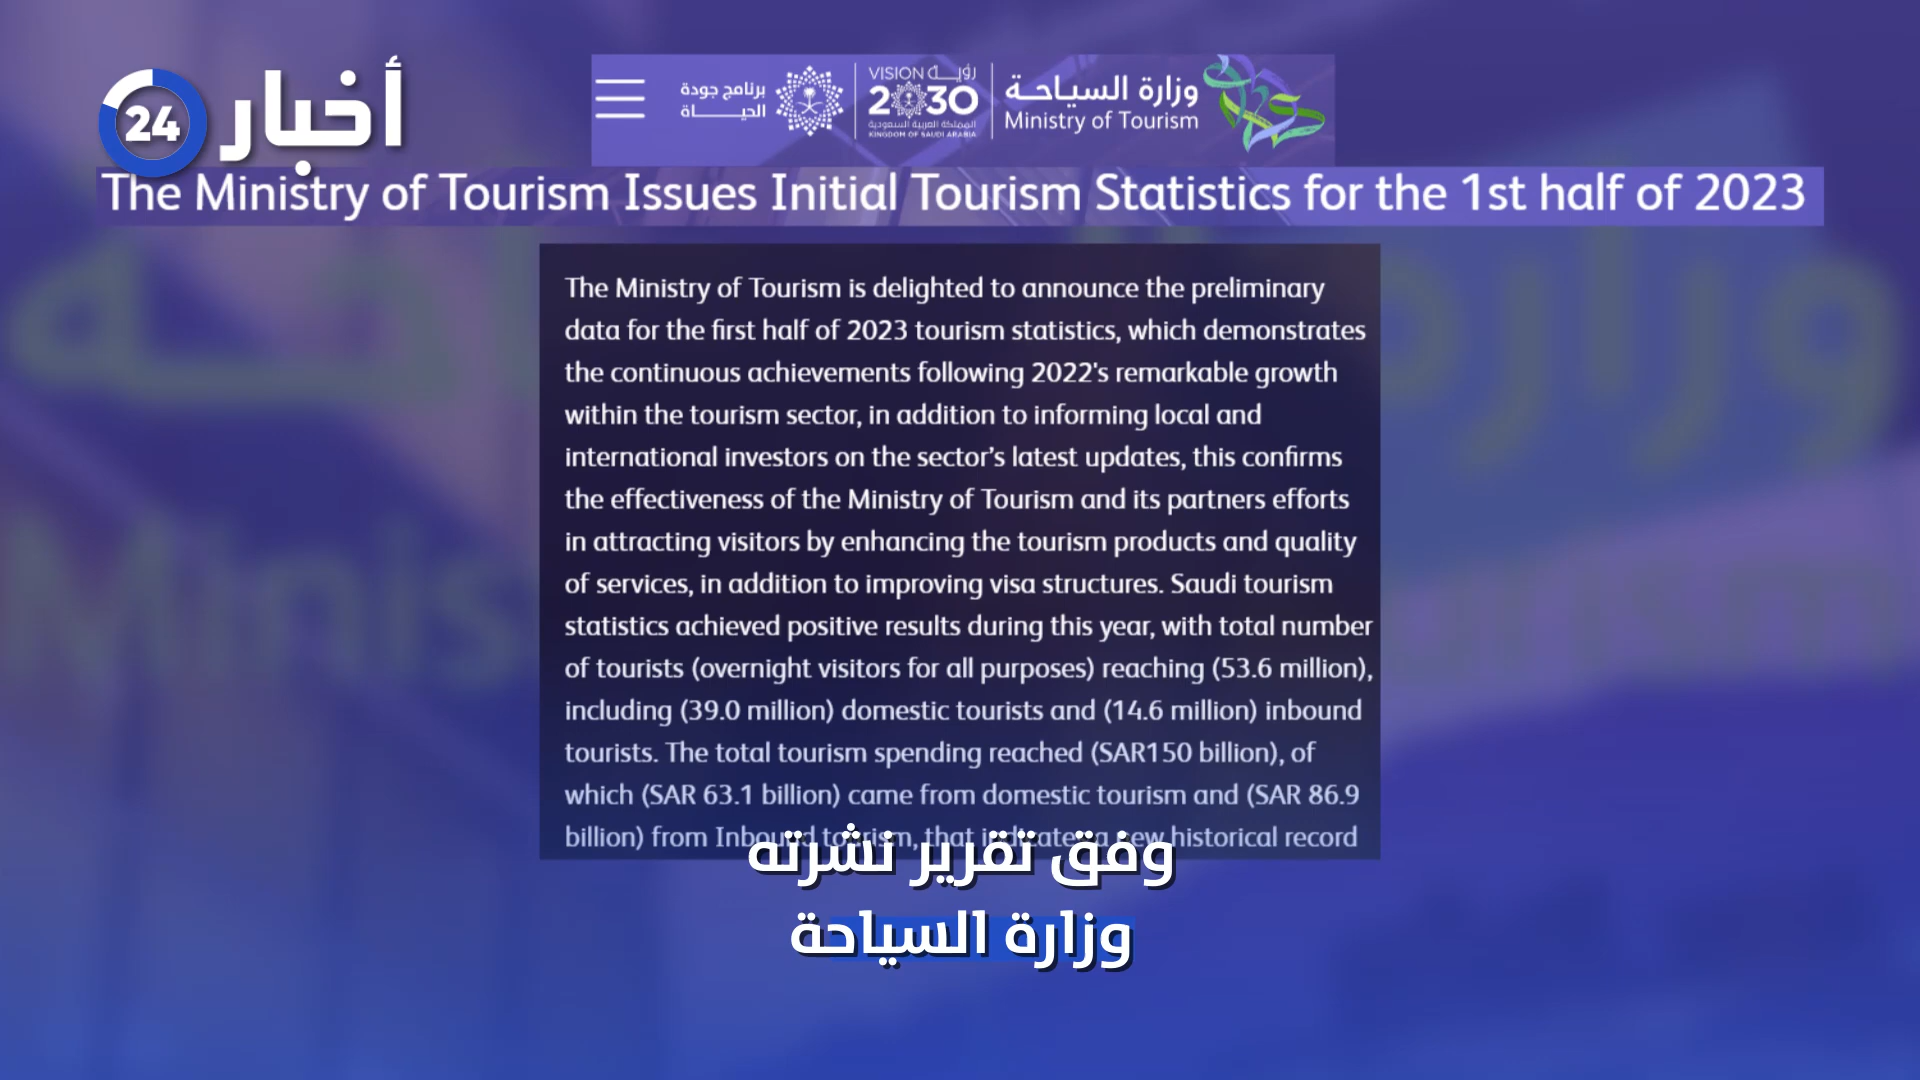 أخبار 24
برنامج جودة
الحيـــاة
VISION رؤيـــة
2030
المملكة العربية السعودية
KINGDOM OF SAUDI ARABIA
وزارة السياحـة
Ministry of Tourism
The Ministry of Tourism Issues Initial Tourism Statistics for the 1st half of 2023
The Ministry of Tourism is delighted to announce the preliminary
data for the first half of 2023 tourism statistics, which demonstrates
the continuous achievements following 2022's remarkable growth
within the tourism sector, in addition to informing local and
international investors on the sector’s latest updates, this confirms
the effectiveness of the Ministry of Tourism and its partners efforts
in attracting visitors by enhancing the tourism products and quality
of services, in addition to improving visa structures. Saudi tourism
statistics achieved positive results during this year, with total number
of tourists (overnight visitors for all purposes) reaching (53.6 million),
including (39.0 million) domestic tourists and (14.6 million) inbound
tourists. The total tourism spending reached (SAR150 billion), of
which (SAR 63.1 billion) came from domestic tourism and (SAR 86.9
billion) from Inbound tourism, that indicates a new historical record
وفق تقرير نشرته
وزارة السياحة